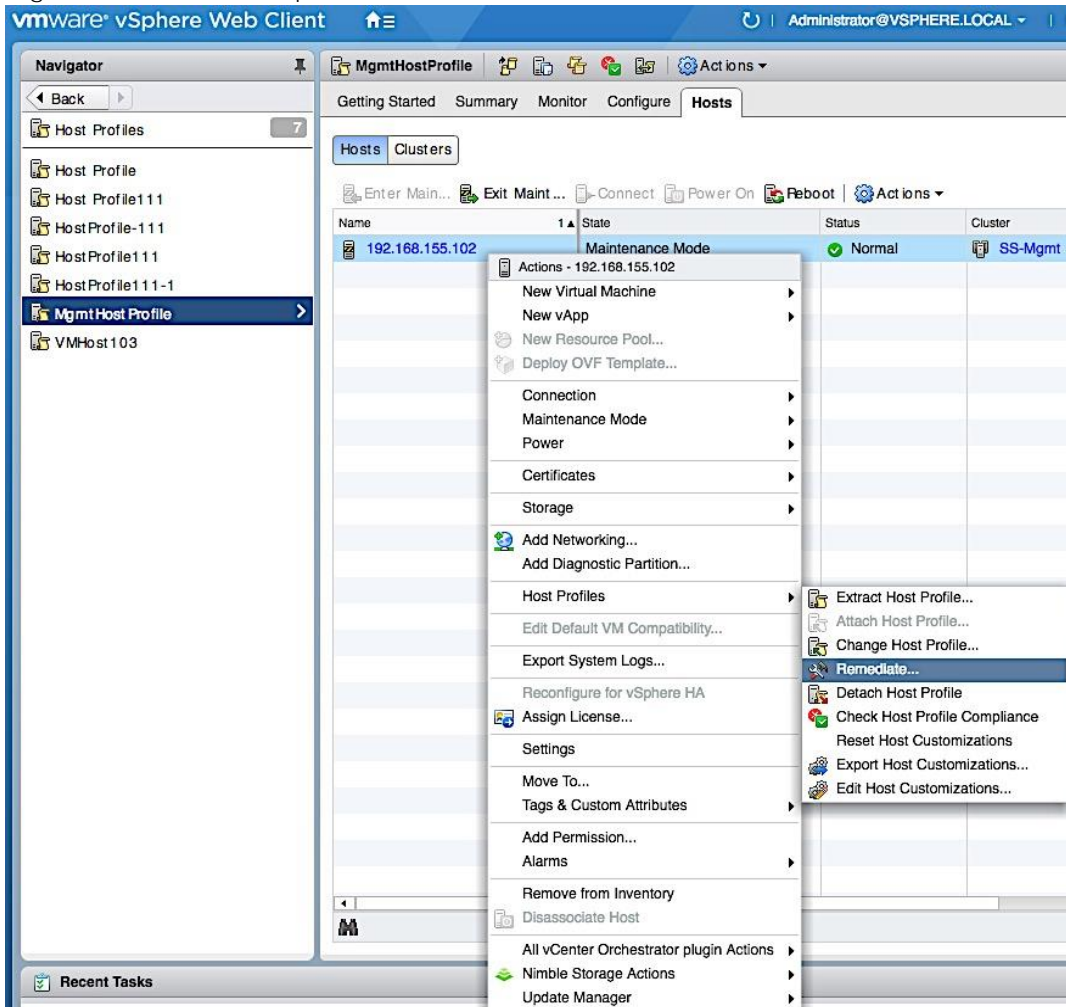 vmware® vSphere Web Client
Administrator@VSPHERE.LOCAL
Navigator
Back
Host Profiles 7
Host Profile
Host Profile111
HostProfile-111
HostProfile111
HostProfile111-1
MgmtHostProfile
VMHost103
MgmtHostProfile Actions
Getting Started Summary Monitor Configure Hosts
Hosts Clusters
Enter Main... Exit Maint ... Connect Power On Reboot Actions
Name 1 State Status Cluster
192.168.155.102 Maintenance Mode Normal SS-Mgmt
Actions - 192.168.155.102
New Virtual Machine
New vApp
New Resource Pool...
Deploy OVF Template...
Connection
Maintenance Mode
Power
Certificates
Storage
Add Networking...
Add Diagnostic Partition...
Host Profiles
Edit Default VM Compatibility...
Export System Logs...
Reconfigure for vSphere HA
Assign License...
Settings
Move To...
Tags & Custom Attributes
Add Permission...
Alarms
Remove from Inventory
Disassociate Host
All vCenter Orchestrator plugin Actions
Nimble Storage Actions
Update Manager
Extract Host Profile...
Attach Host Profile...
Change Host Profile...
Remediate...
Detach Host Profile
Check Host Profile Compliance
Reset Host Customizations
Export Host Customizations...
Edit Host Customizations...
Recent Tasks